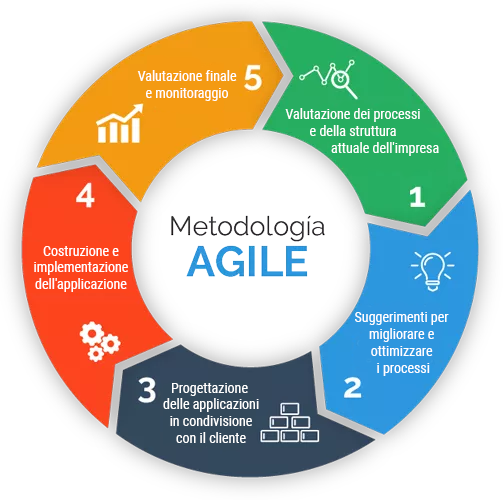 Metodología
AGILE
Valutazione dei processi
e della struttura
attuale dell'impresa
1
Suggerimenti per
migliorare e
ottimizzare
i processi
2
3
Progettazione
delle applicazioni
in condivisione
con il cliente
4
Costruzione e
implementazione
dell'applicazione
Valutazione finale
e monitoraggio
5